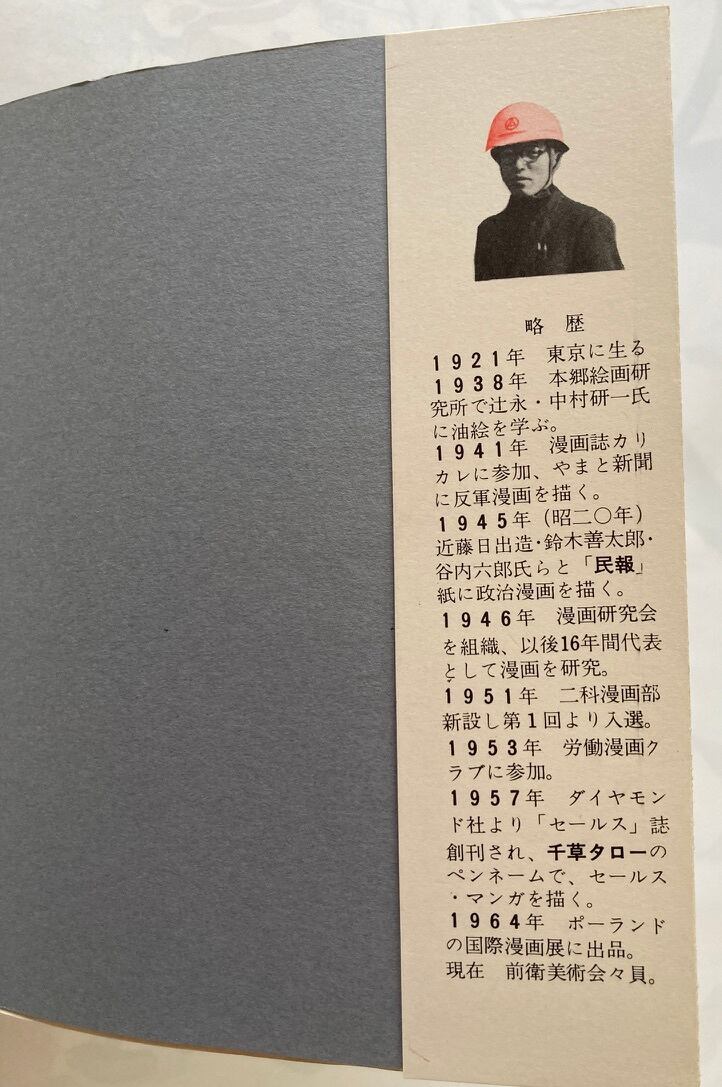 略歴
1921年 東京に生る
1938年 本郷絵画研
究所で辻永・中村研一氏
に油絵を学ぶ。
1941年 漫画誌カリ
カレに参加、やまと新聞
に反軍漫画を描く。
1945年(昭二〇年)
近藤日出造・鈴木善太郎・
谷内六郎氏らと「民報」
紙に政治漫画を描く。
1946年 漫画研究会
を組織、以後16年間代表
として漫画を研究。
1951年 二科漫画部
新設し第1回より入選。
1953年 労働漫画ク
ラブに参加。
1957年 ダイヤモン
ド社より「セールス」誌
創刊され、千草タローの
ペンネームで、セールス
・マンガを描く。
1964年 ポーランド
の国際漫画展に出品。
現在 前衛美術会々員。